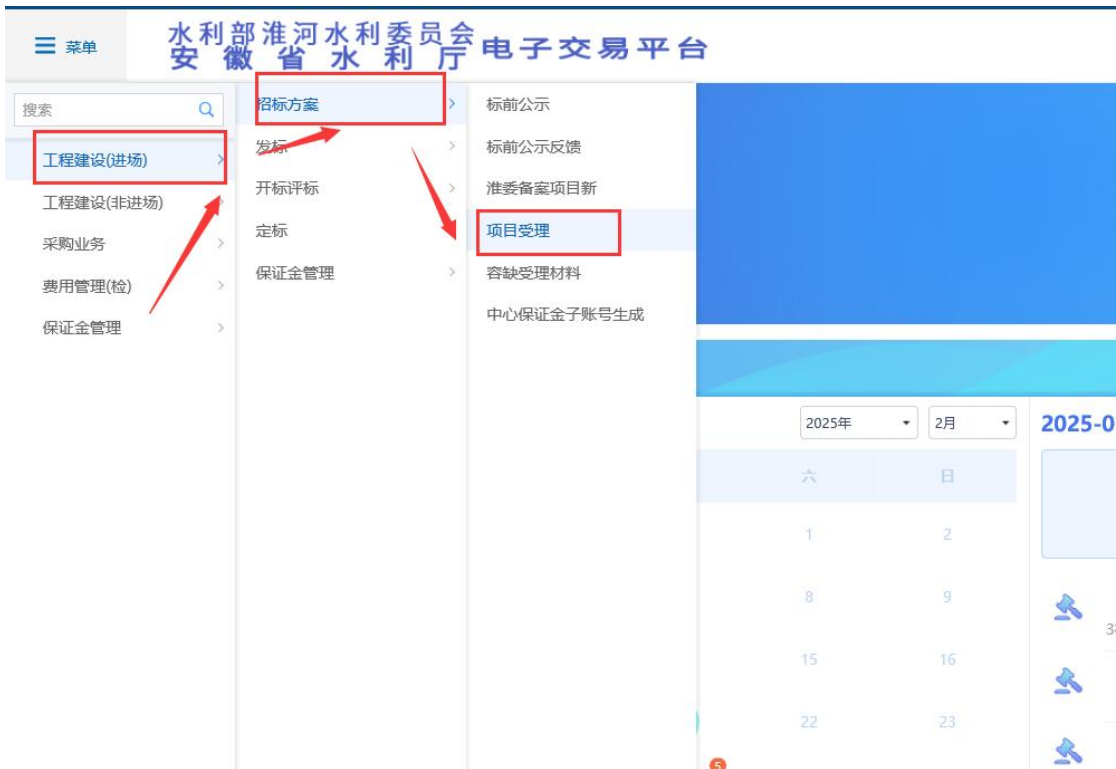 菜单
水利部淮河水利委员会
安徽省水利厅
电子交易平台
搜索
工程建设(进场)
工程建设(非进场)
采购业务
费用管理(检)
保证金管理
招标方案
发标
开标评标
定标
保证金管理
标前公示
标前公示反馈
淮委备案项目新
项目受理
容缺受理材料
中心保证金子账号生成
2025年
2月
2025-0
六 日
1 2
8 9
15 16
22 23
5